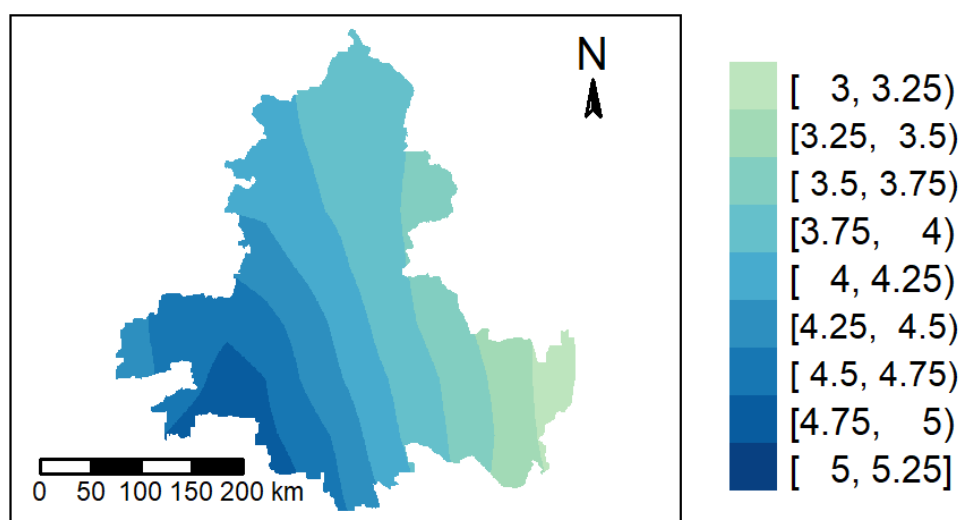 N
[   3, 3.25)
[3.25,   3.5)
[ 3.5, 3.75)
[3.75,    4)
[   4, 4.25)
[4.25,  4.5)
[ 4.5, 4.75)
[4.75,    5)
[   5, 5.25]
0 50 100 150 200 km